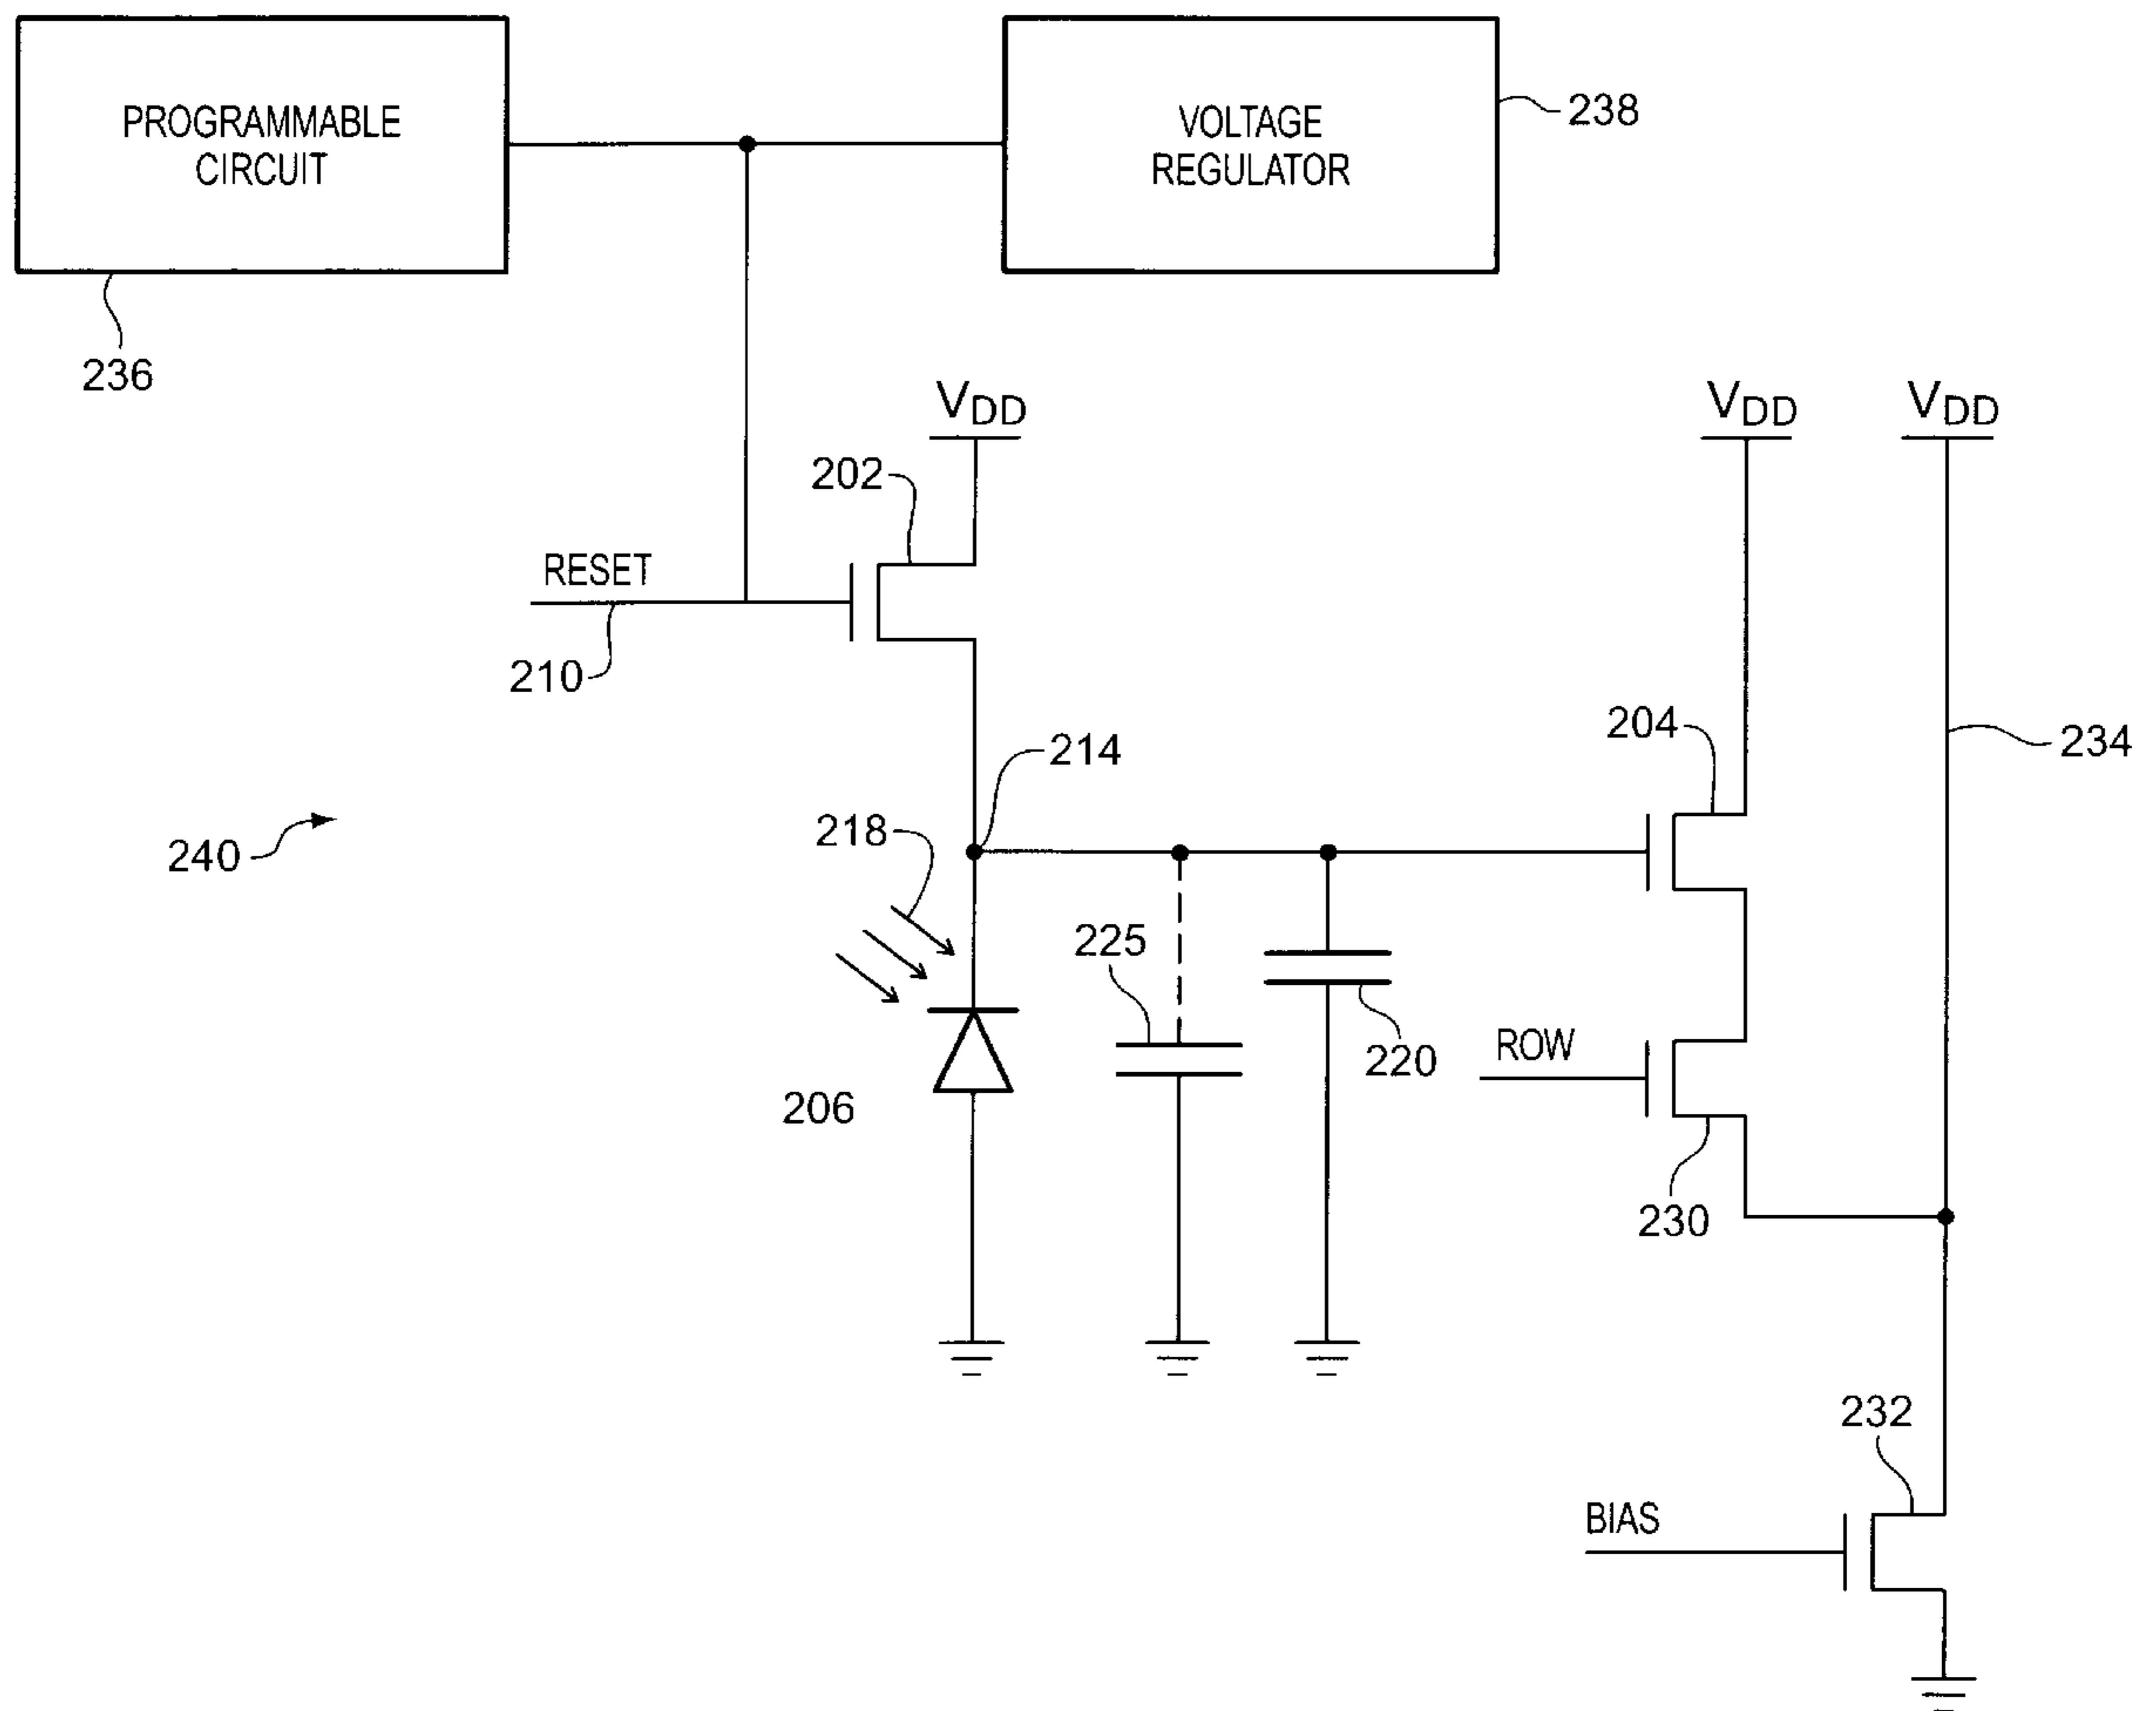 PROGRAMMABLE
CIRCUIT
VOLTAGE
REGULATOR
238
236
VDD
VDD
VDD
202
RESET
210
204
234
214
218
240
225
ROW
220
206
230
232
BIAS